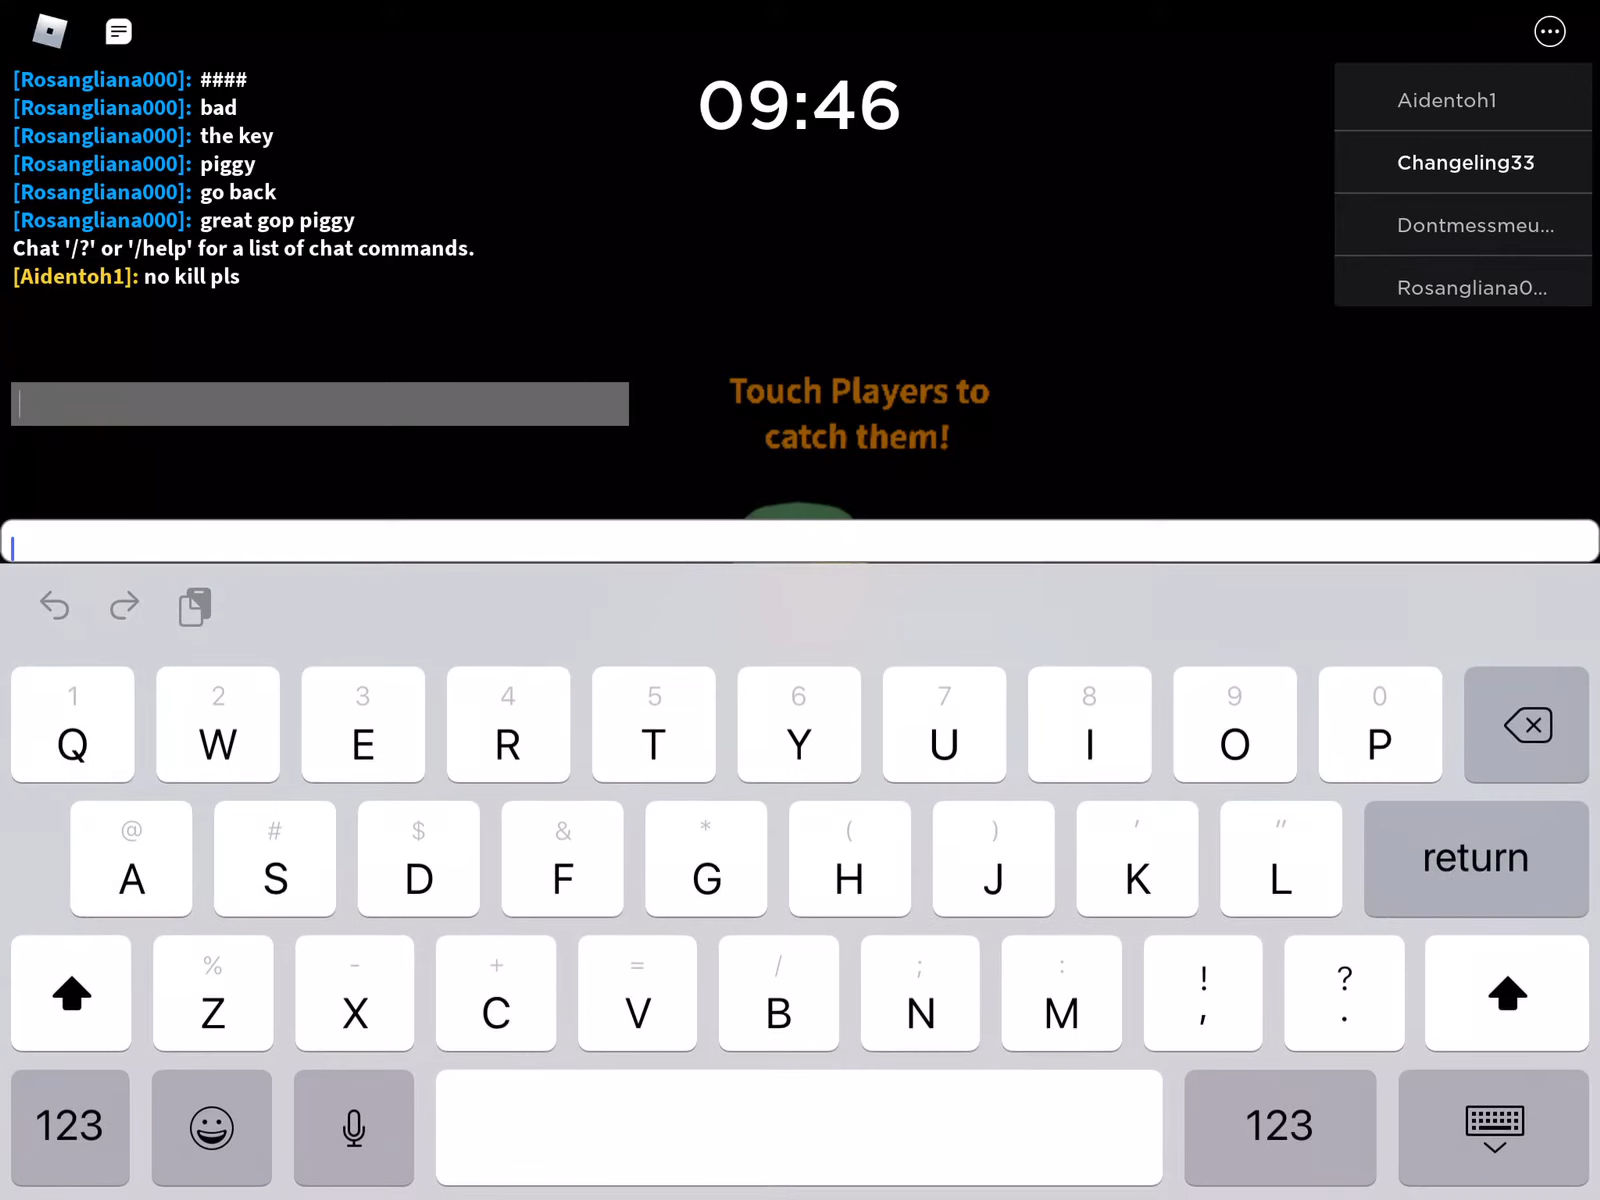 [Rosangliana000]: ####
[Rosangliana000]: bad
[Rosangliana000]: the key
[Rosangliana000]: piggy
[Rosangliana000]: go back
[Rosangliana000]: great gop piggy
Chat '/?' or '/help' for a list of chat commands.
[Aidentoh1]: no kill pls
09:46
Aidentoh1
Changeling33
Dontmessmeu...
Rosangliana0...
Touch Players to
catch them!
1 2 3 4 5 6 7 8 9 0
Q W E R T Y U I O P
@ # $ & * ( ) ' "
A S D F G H J K L return
% - + = / ; : ! ?
Z X C V B N M , .
123 123